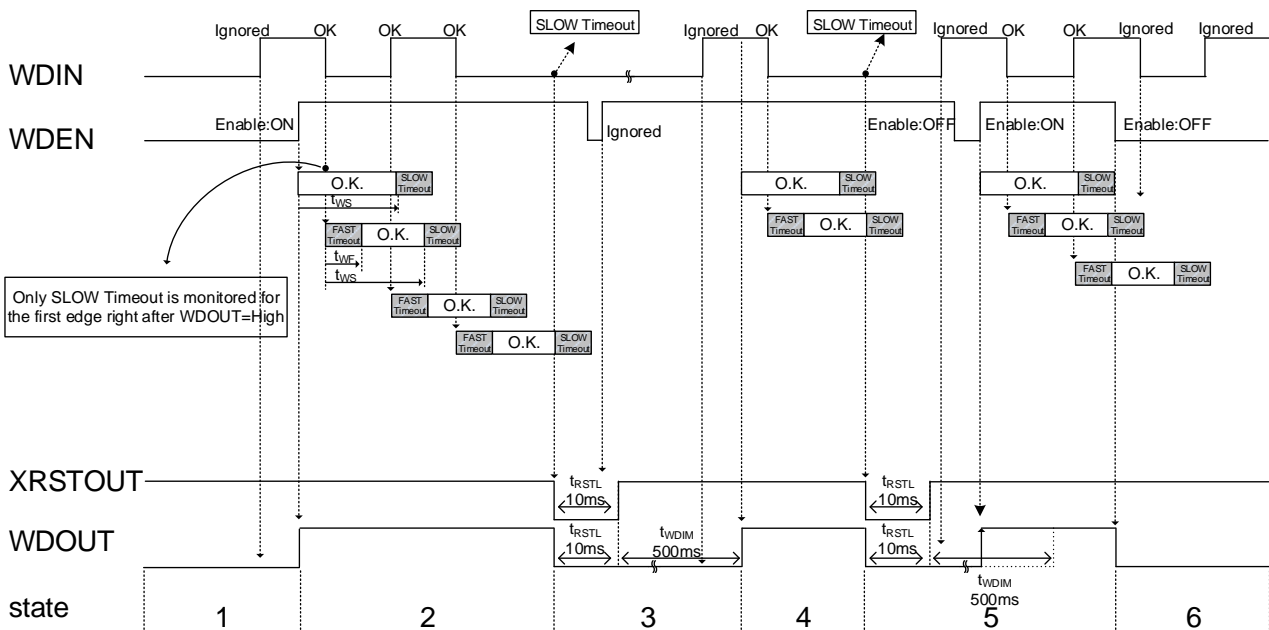 Ignored OK OK OK SLOW Timeout Ignored OK SLOW Timeout Ignored OK OK Ignored Ignored
WDIN
Enable:ON Ignored Enable:OFF Enable:ON Enable:OFF
WDEN
O.K. SLOW Timeout O.K. SLOW Timeout O.K. SLOW Timeout
tWS
FAST Timeout O.K. SLOW Timeout FAST Timeout O.K. SLOW Timeout FAST Timeout O.K. SLOW Timeout
tWF
tWS
FAST Timeout O.K. SLOW Timeout
Only SLOW Timeout is monitored for
the first edge right after WDOUT=High
FAST Timeout O.K. SLOW Timeout
FAST Timeout O.K. SLOW Timeout
XRSTOUT
tRSTL
10ms
tRSTL
10ms
WDOUT
tRSTL
10ms
tWDIM
500ms
tRSTL
10ms
tWDIM
500ms
state 1 2 3 4 5 6